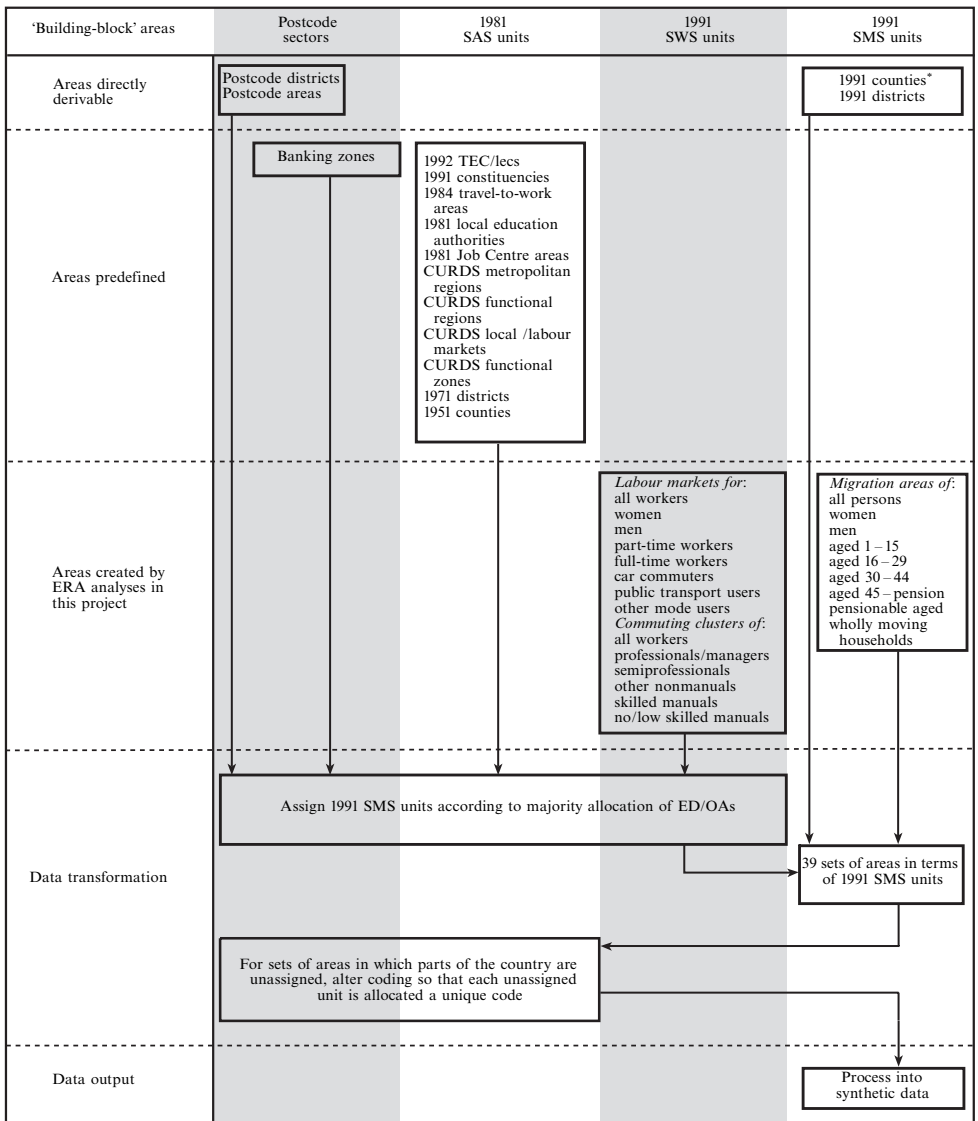 'Building-block' areas
Postcode
sectors
1981
SAS units
1991
SWS units
1991
SMS units
Areas directly
derivable
Postcode districts
Postcode areas
1991 counties*
1991 districts
Areas predefined
Banking zones
1992 TEC/lecs
1991 constituencies
1984 travel-to-work
areas
1981 local education
authorities
1981 Job Centre areas
CURDS metropolitan
regions
CURDS functional
regions
CURDS local /labour
markets
CURDS functional
zones
1971 districts
1951 counties
Areas created by
ERA analyses in
this project
Labour markets for:
all workers
women
men
part-time workers
full-time workers
car commuters
public transport users
other mode users
Commuting clusters of:
all workers
professionals/managers
semiprofessionals
other nonmanuals
skilled manuals
no/low skilled manuals
Migration areas of:
all persons
women
men
aged 1–15
aged 16–29
aged 30–44
aged 45–pension
pensionable aged
wholly moving
households
Data transformation
Assign 1991 SMS units according to majority allocation of ED/OAs
39 sets of areas in terms
of 1991 SMS units
For sets of areas in which parts of the country are
unassigned, alter coding so that each unassigned
unit is allocated a unique code
Data output
Process into
synthetic data